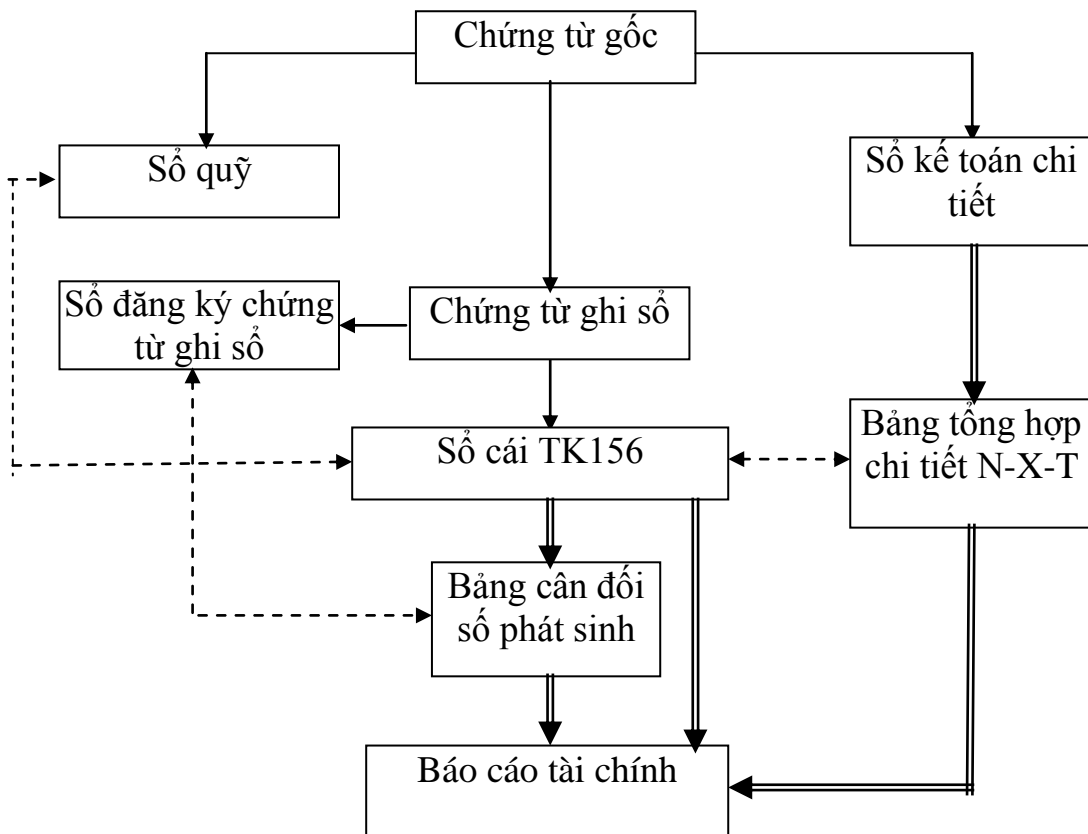 Chứng từ gốc
Sổ quỹ
Sổ kế toán chi
tiết
Sổ đăng ký chứng
từ ghi sổ
Chứng từ ghi sổ
Sổ cái TK156
Bảng tổng hợp
chi tiết N-X-T
Bảng cân đối
số phát sinh
Báo cáo tài chính